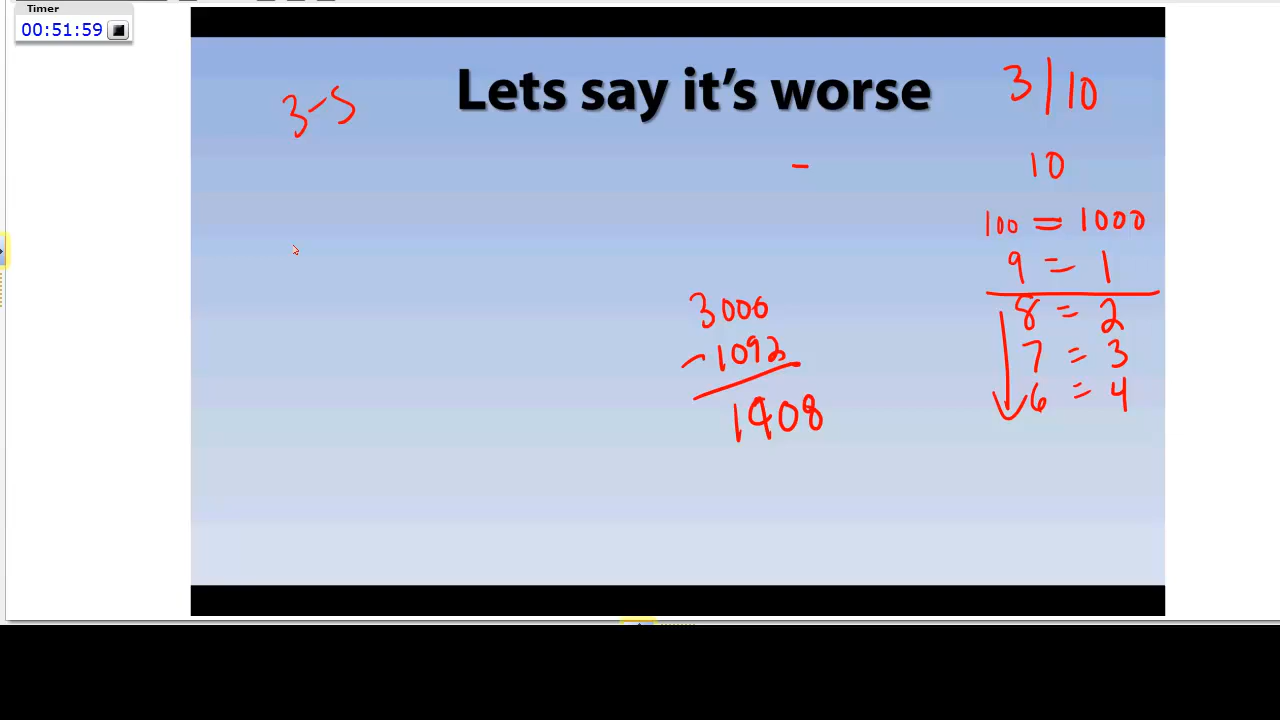 Timer
00:51:59
Lets say it's worse
3-5
3/10
10
100 = 1000
9 = 1
8 = 2
7 = 3
6 = 4
3000
-1092
1908